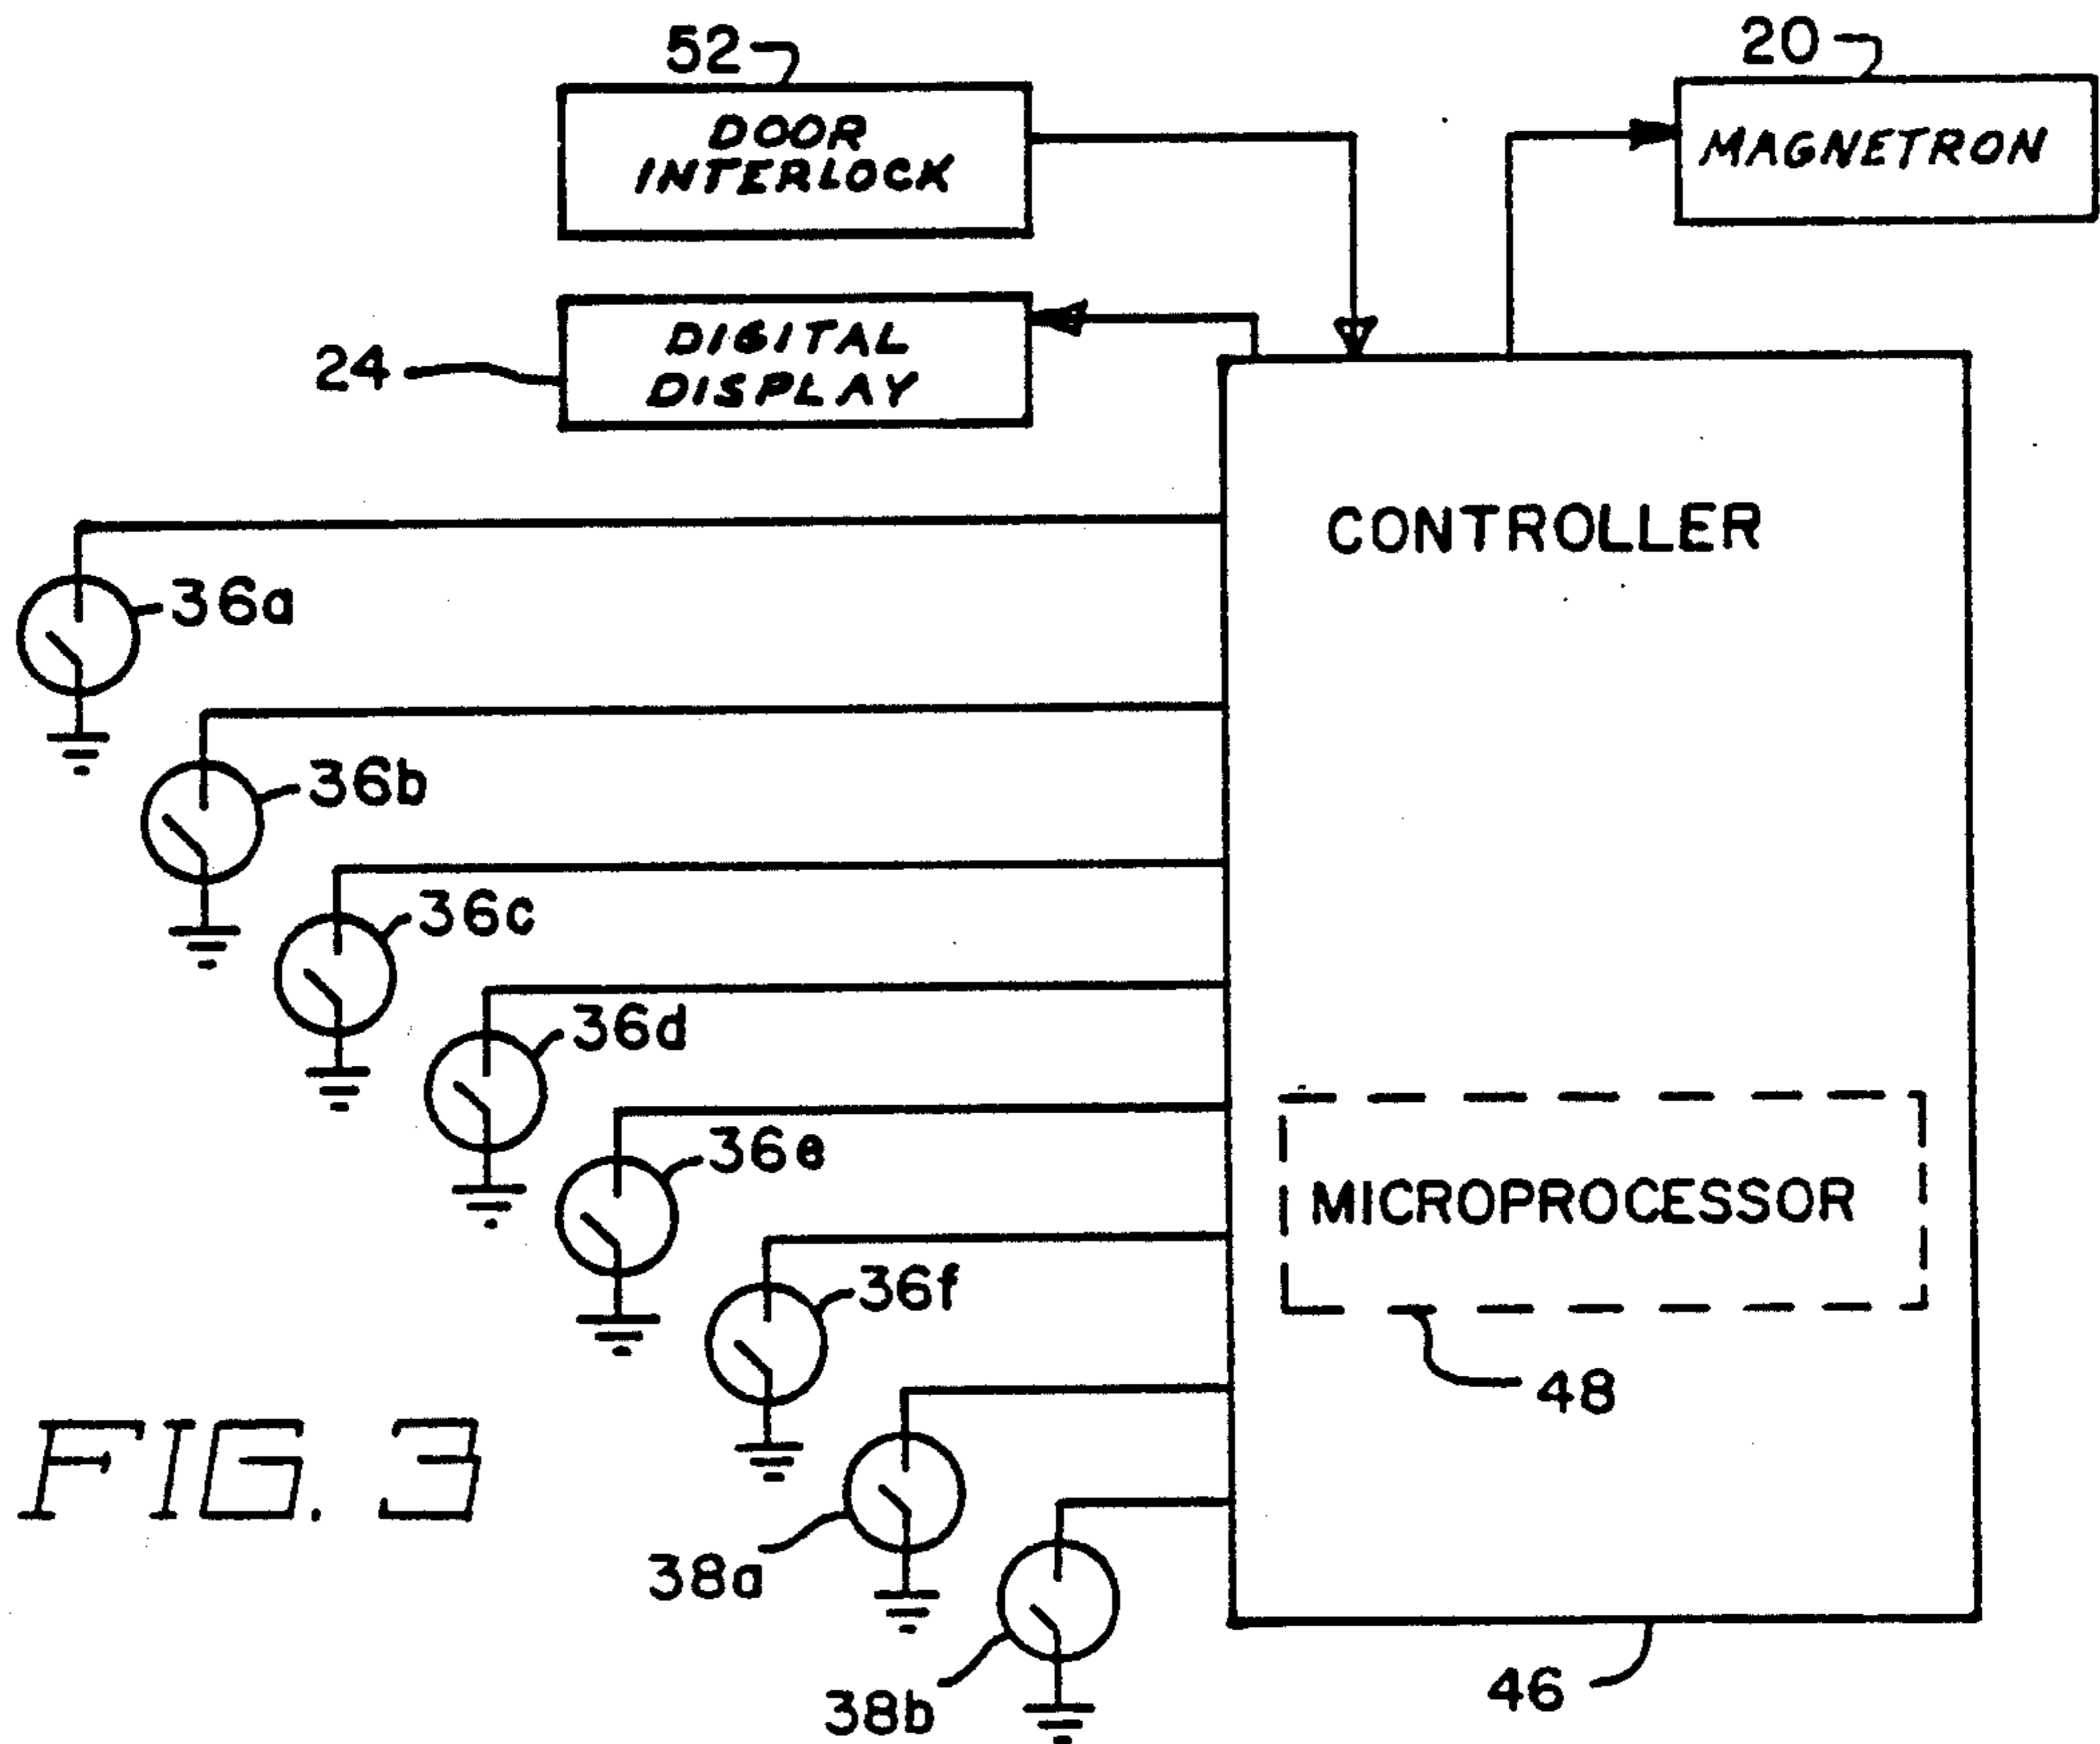 52
20
DOOR
INTERLOCK
MAGNETRON
DIGITAL
DISPLAY
24
CONTROLLER
36a
36b
36c
36d
36e
MICROPROCESSOR
36f
48
FIG. 3
38a
38b
46